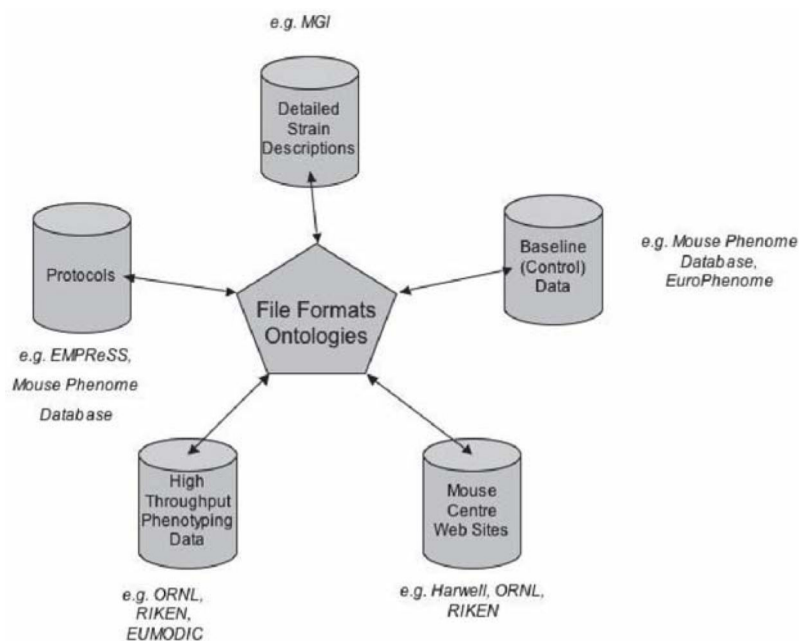 e.g. MGI
Detailed
Strain
Descriptions
Protocols
e.g. EMPReSS,
Mouse Phenome
Database
File Formats
Ontologies
Baseline
(Control)
Data
e.g. Mouse Phenome
Database,
EuroPhenome
High
Throughput
Phenotyping
Data
e.g. ORNL,
RIKEN,
EUMODIC
Mouse
Centre
Web Sites
e.g. Harwell, ORNL,
RIKEN